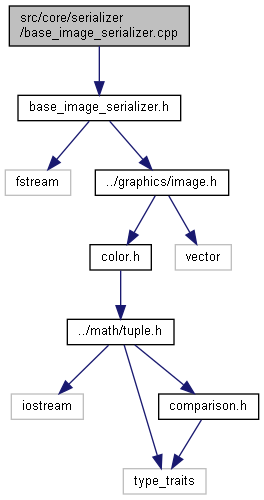 src/core/serializer
/base_image_serializer.cpp
base_image_serializer.h
fstream
../graphics/image.h
color.h
vector
../math/tuple.h
iostream
comparison.h
type_traits